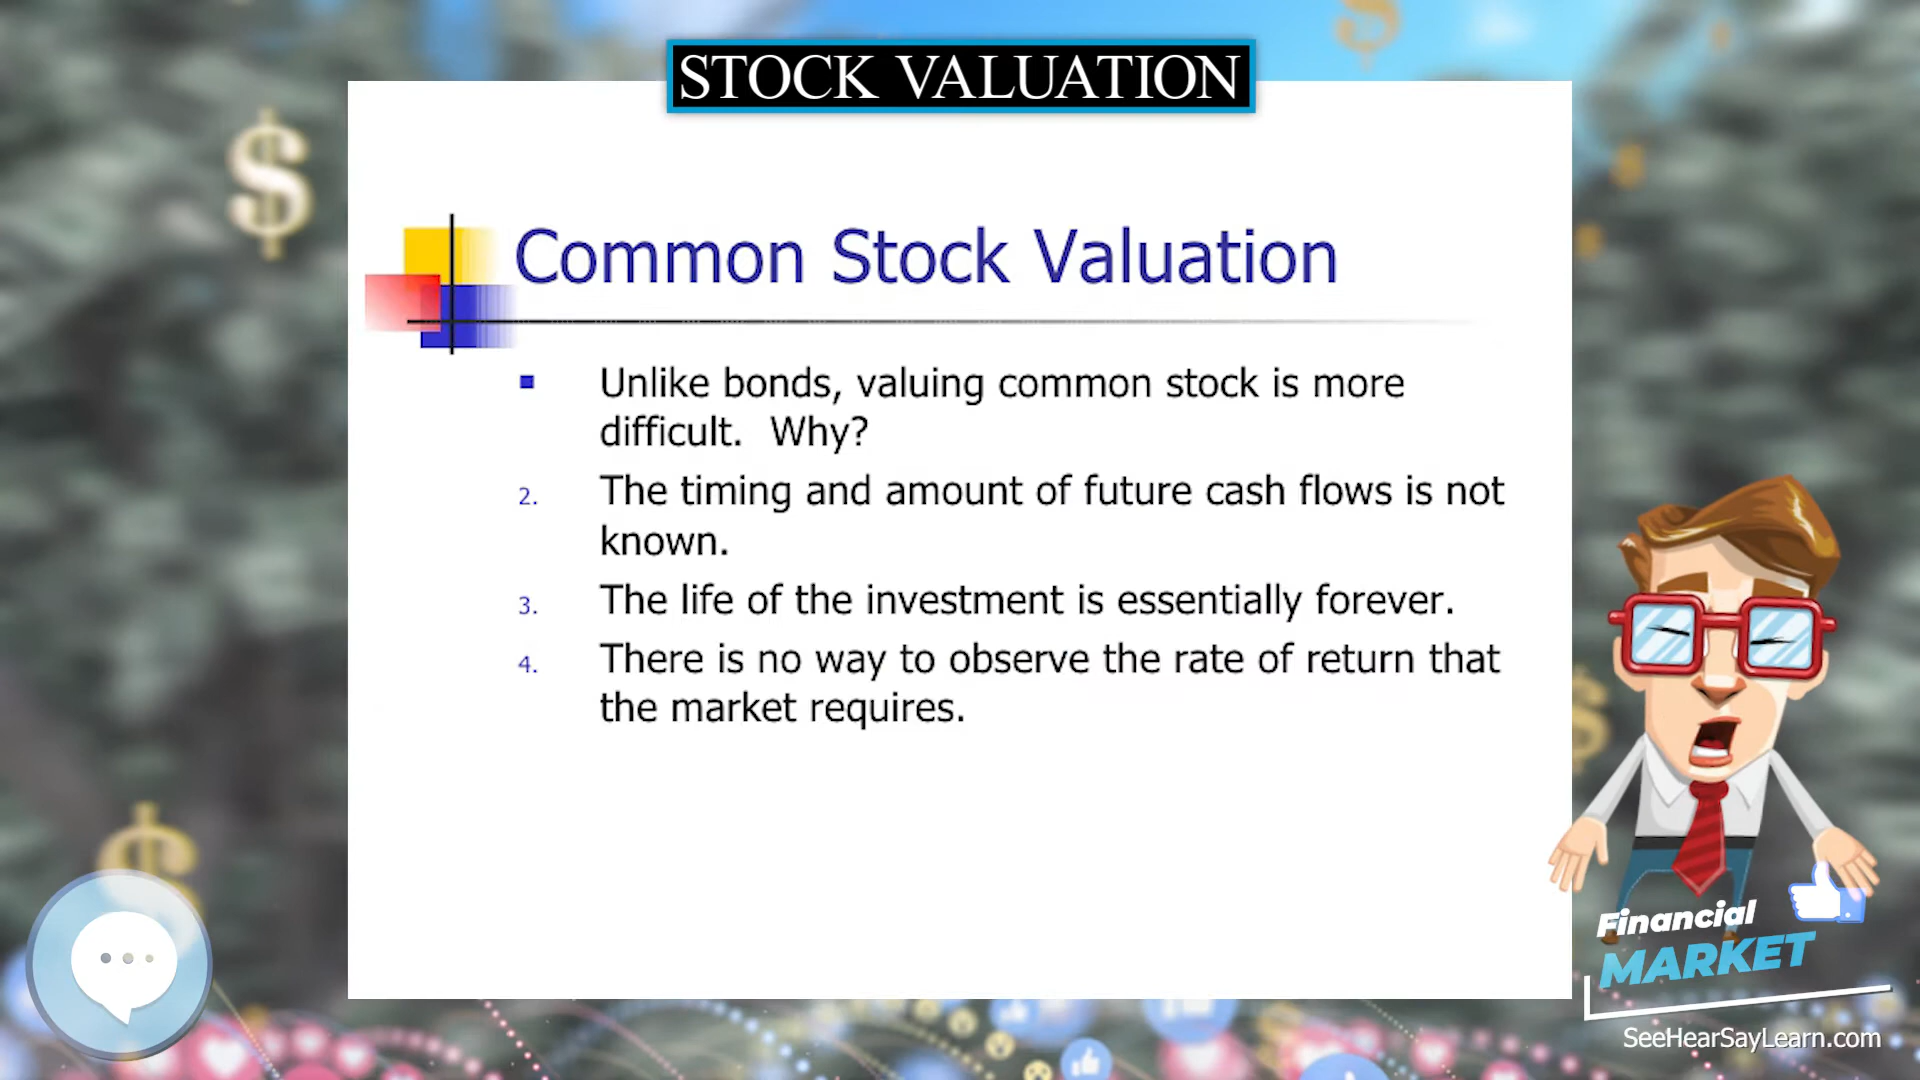 STOCK VALUATION
Common Stock Valuation
Unlike bonds, valuing common stock is more
difficult. Why?
2. The timing and amount of future cash flows is not
known.
3. The life of the investment is essentially forever.
4. There is no way to observe the rate of return that
the market requires.
Financial
MARKET
SeeHearSayLearn.com